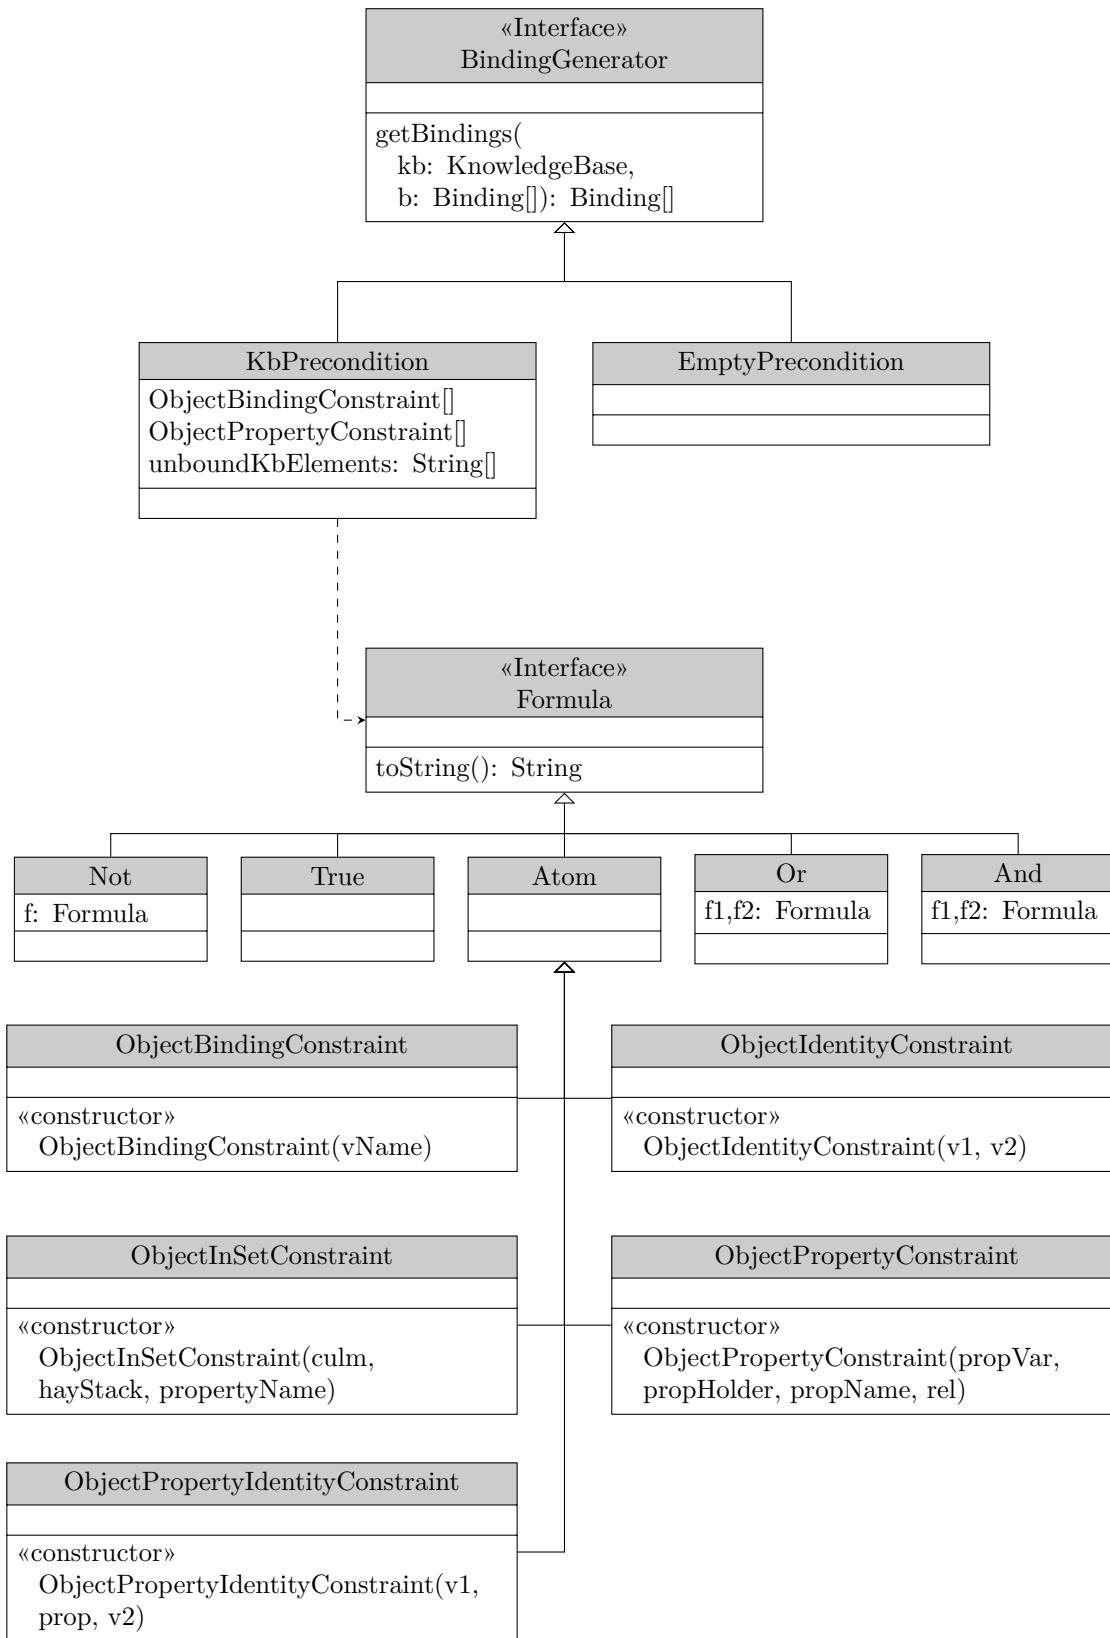 «Interface»
BindingGenerator
getBindings(
kb: KnowledgeBase,
b: Binding[]): Binding[]
KbPrecondition
ObjectBindingConstraint[]
ObjectPropertyConstraint[]
unboundKbElements: String[]
EmptyPrecondition
«Interface»
Formula
toString(): String
Not
f: Formula
True
Atom
Or
f1,f2: Formula
And
f1,f2: Formula
ObjectBindingConstraint
«constructor»
ObjectBindingConstraint(vName)
ObjectIdentityConstraint
«constructor»
ObjectIdentityConstraint(v1, v2)
ObjectInSetConstraint
«constructor»
ObjectInSetConstraint(culm,
hayStack, propertyName)
ObjectPropertyConstraint
«constructor»
ObjectPropertyConstraint(propVar,
propHolder, propName, rel)
ObjectPropertyIdentityConstraint
«constructor»
ObjectPropertyIdentityConstraint(v1,
prop, v2)